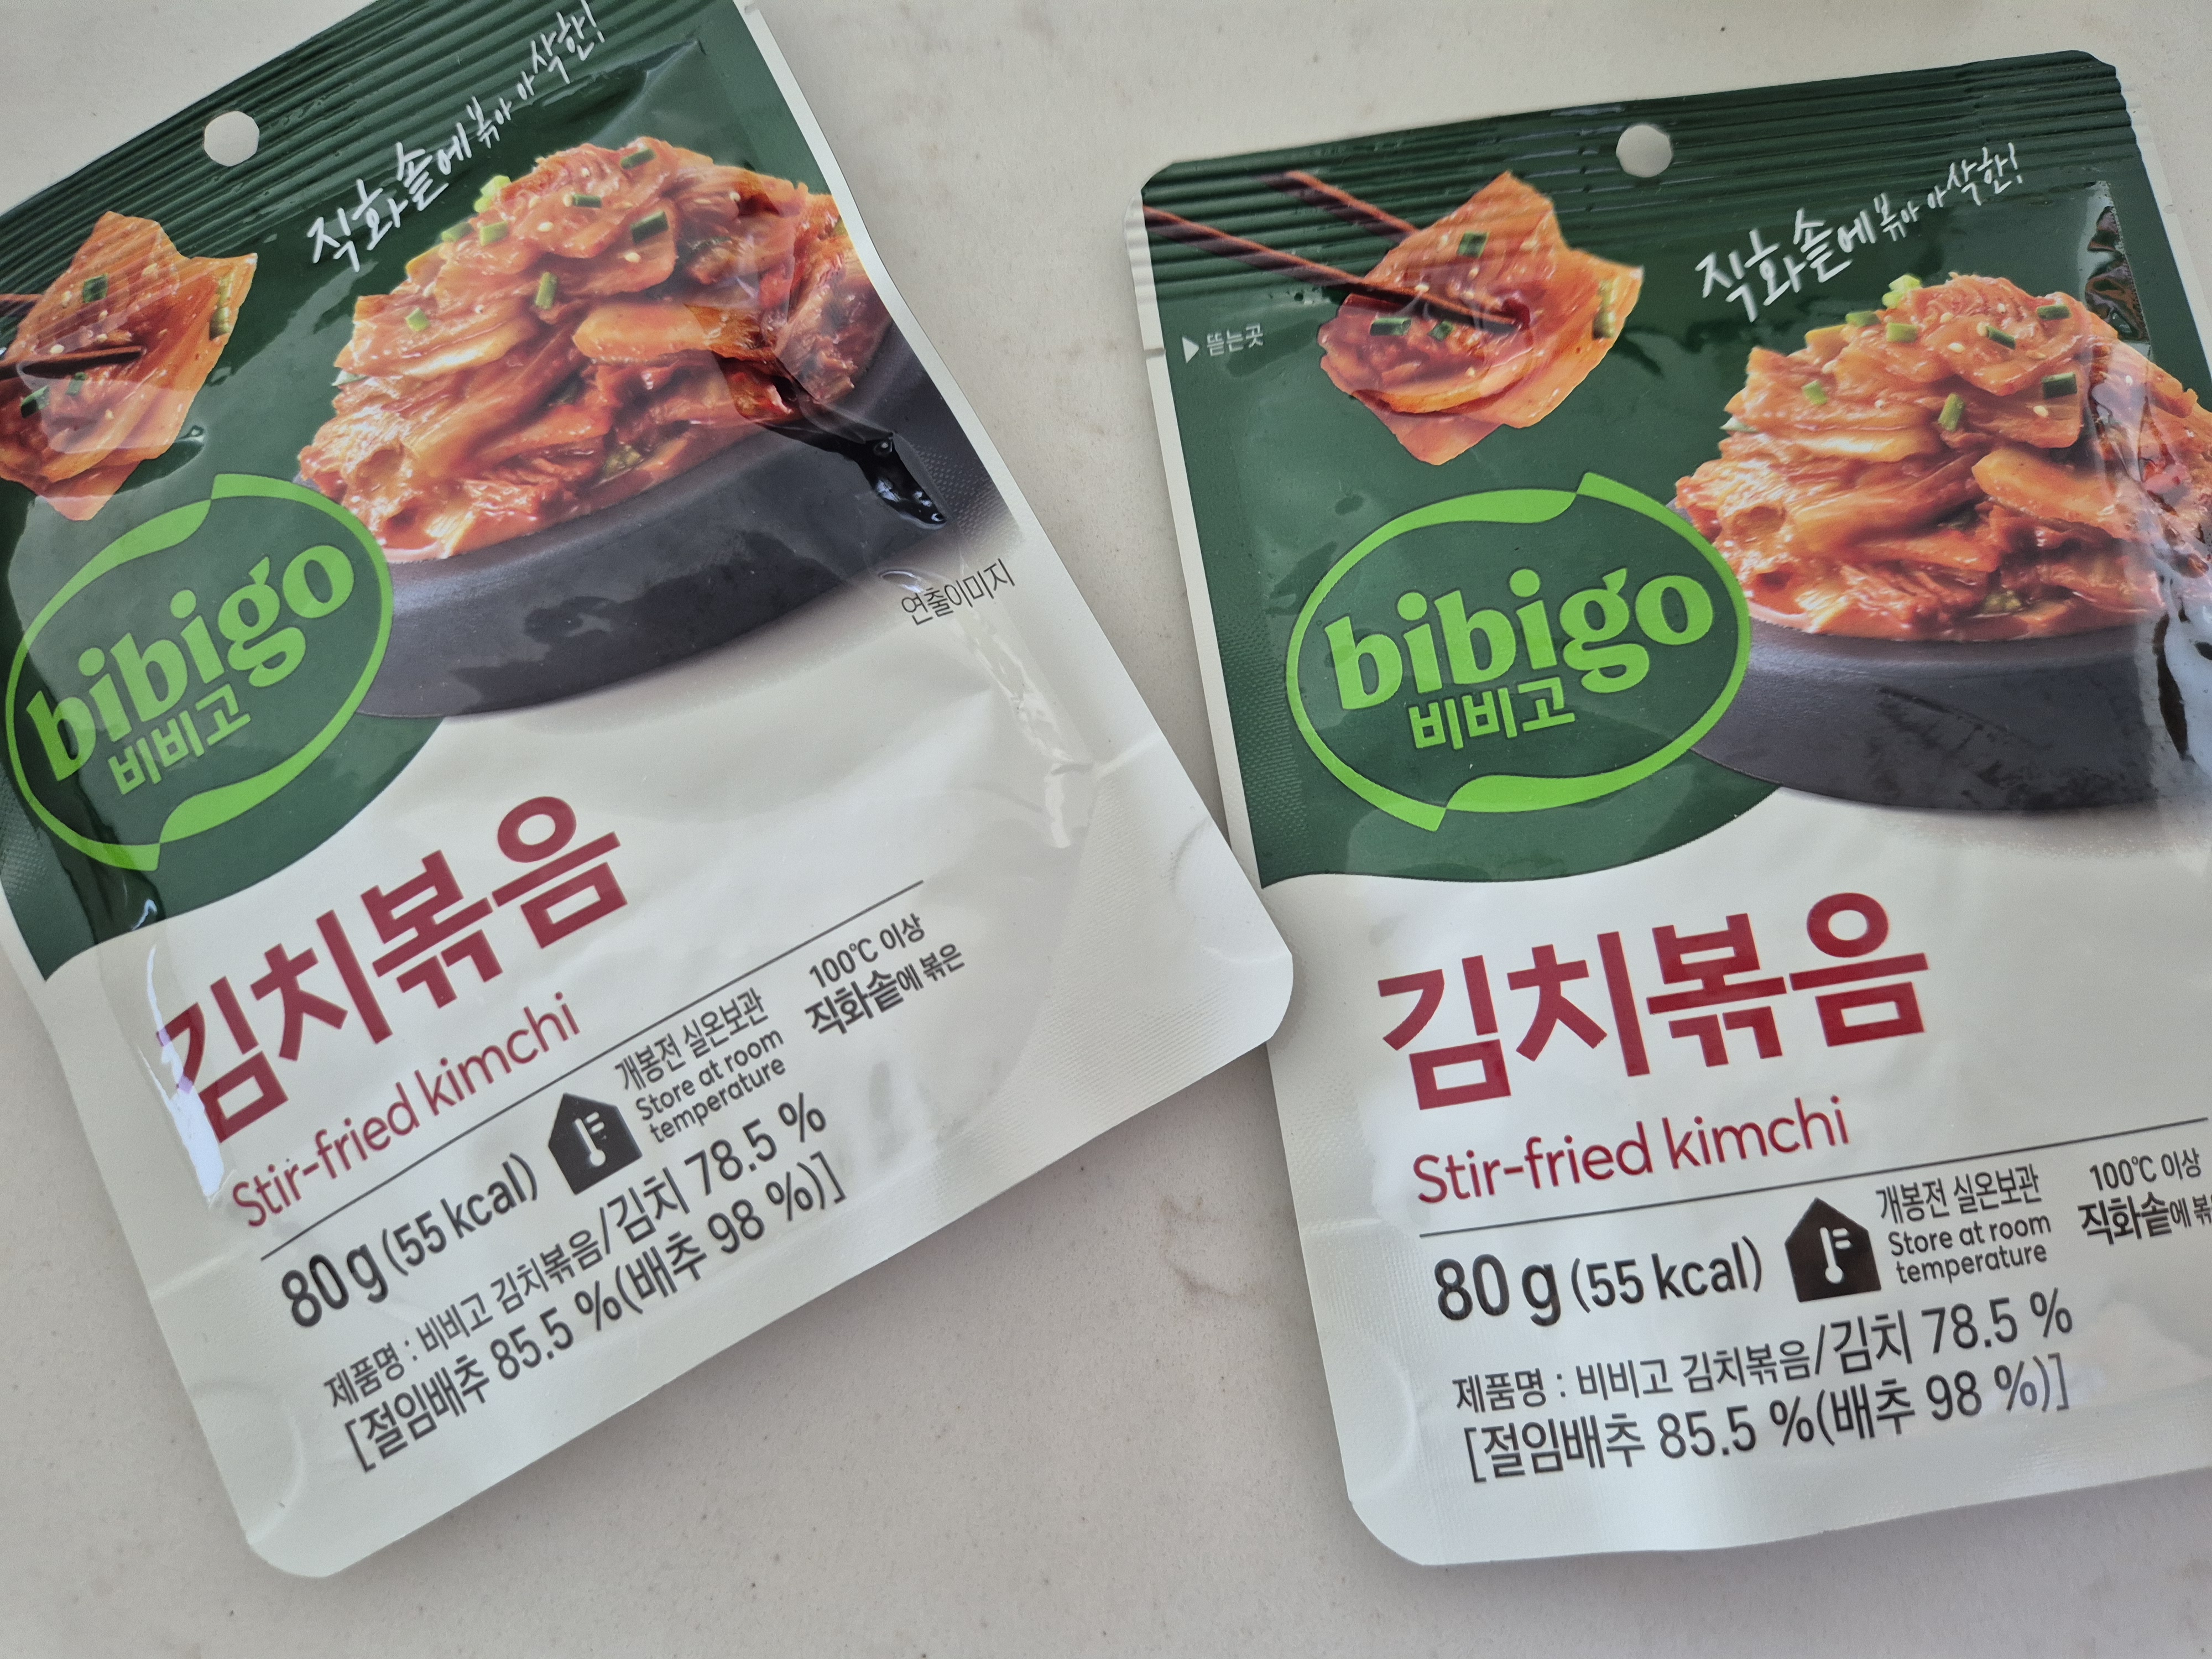 직화솥에 볶아 아삭한!
bibigo
비비고
연출이미지
김치볶음
Stir-fried kimchi
80 g (55 kcal)
개봉전 실온보관
Store at room
temperature
100℃ 이상
직화솥에 볶은
제품명 : 비비고 김치볶음/김치 78.5 %
[절임배추 85.5 %(배추 98 %)]
직화솥에 볶아 아삭한!
▶뜯는곳
bibigo
비비고
김치볶음
Stir-fried kimchi
80 g (55 kcal)
개봉전 실온보관
Store at room
temperature
100℃ 이상
직화솥에
제품명 : 비비고 김치볶음/김치 78.5 %
[절임배추 85.5 %(배추 98 %)]